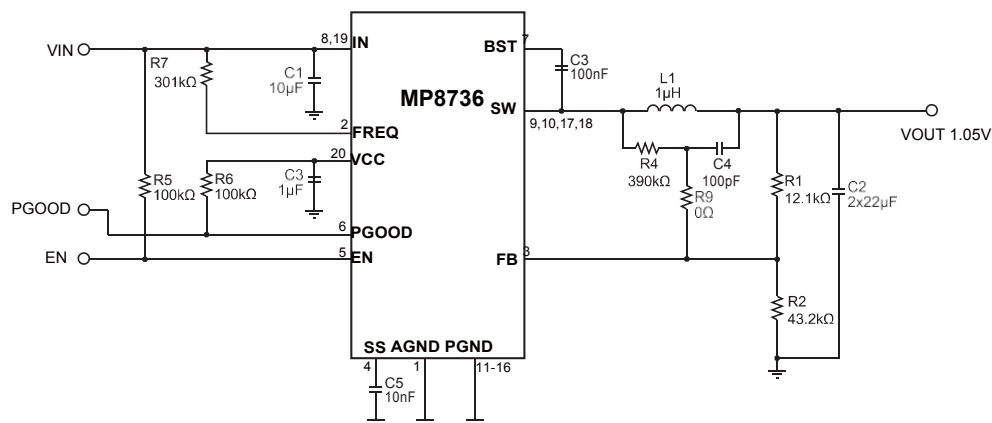 VIN
R7
301kΩ
C1
10µF
8,19
IN
BST
7
C3
100nF
MP8736
SW
9,10,17,18
L1
1µH
VOUT 1.05V
2
FREQ
20
VCC
R4
390kΩ
C4
100pF
R5
100kΩ
R6
100kΩ
C3
1µF
R9
0Ω
R1
12.1kΩ
C2
2x22µF
PGOOD
6
PGOOD
EN
5
EN
FB
3
R2
43.2kΩ
SS
AGND
PGND
4
1
11-16
C5
10nF